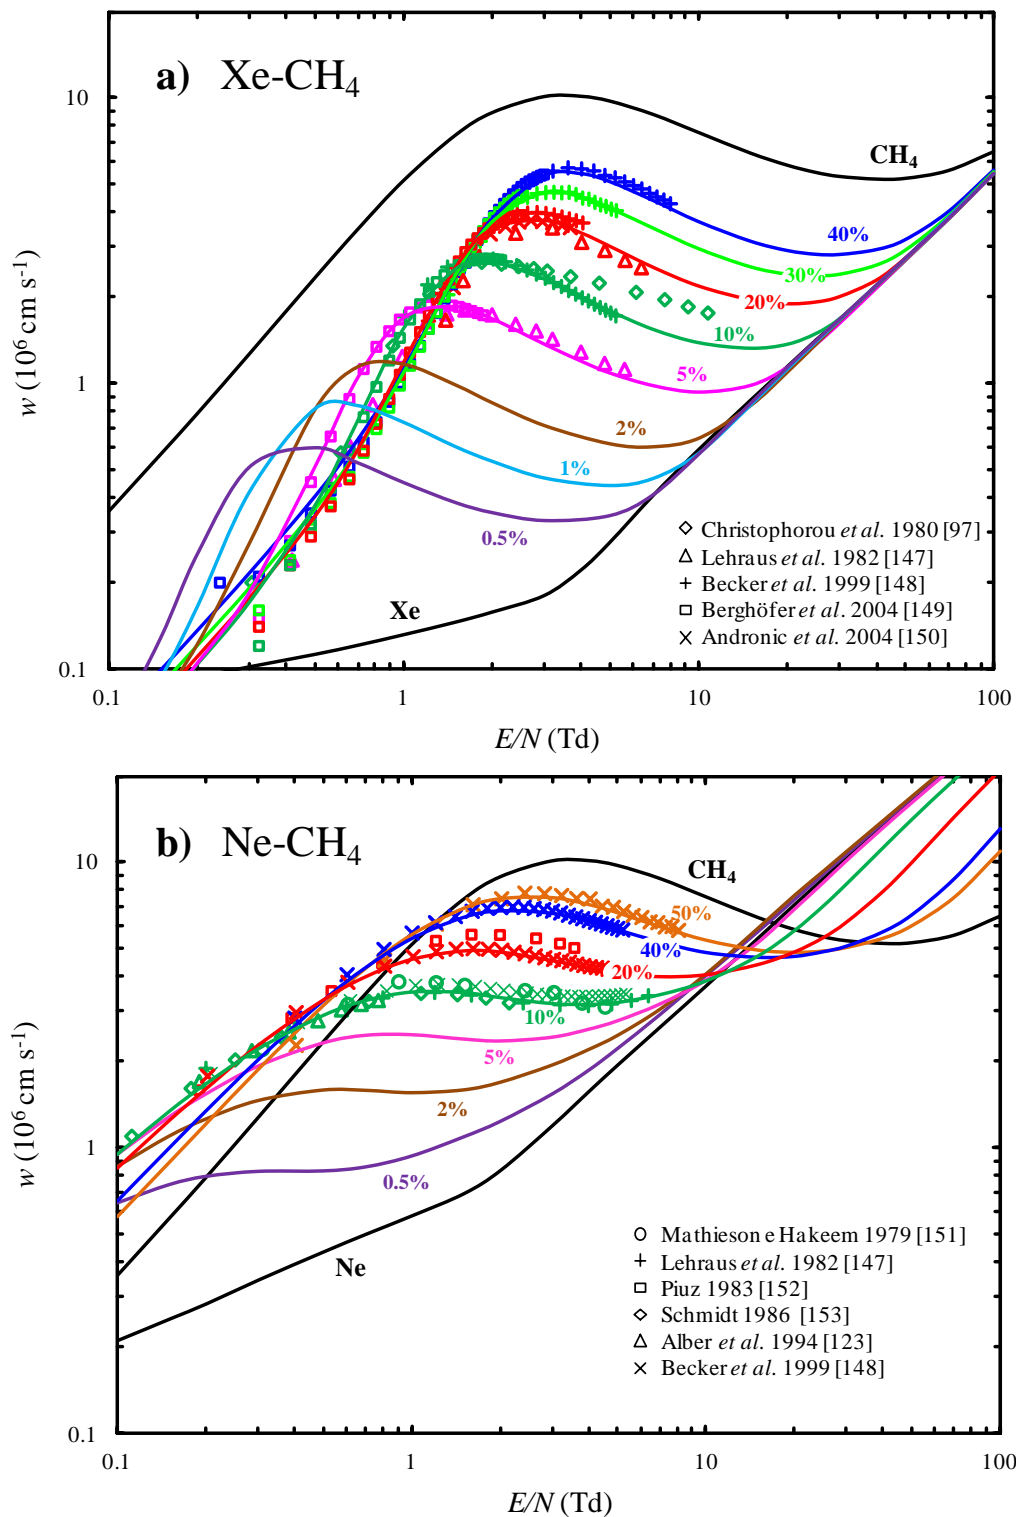 a) Xe-CH4
10
CH4
40%
30%
20%
10%
5%
1
2%
1%
0.5%
Christophorou et al. 1980 [97]
Lehraus et al. 1982 [147]
Becker et al. 1999 [148]
Xe
Berghöfer et al. 2004 [149]
Andronic et al. 2004 [150]
0.1
w (10^6 cm s^-1)
0.1 1 10 100
E/N (Td)
b) Ne-CH4
10
CH4
50%
40%
20%
10%
5%
2%
1
0.5%
Mathieson e Hakeem 1979 [151]
Ne
Lehraus et al. 1982 [147]
Piuz 1983 [152]
Schmidt 1986 [153]
Alber et al. 1994 [123]
Becker et al. 1999 [148]
0.1
w (10^6 cm s^-1)
0.1 1 10 100
E/N (Td)